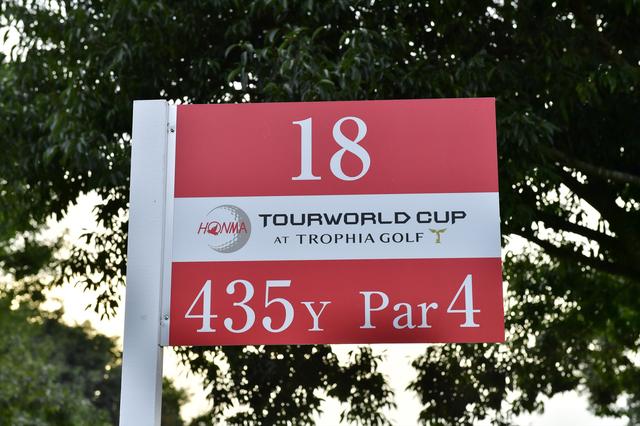 18
HONMA
TOURWORLD CUP
AT TROPHIA GOLF
435Y Par 4